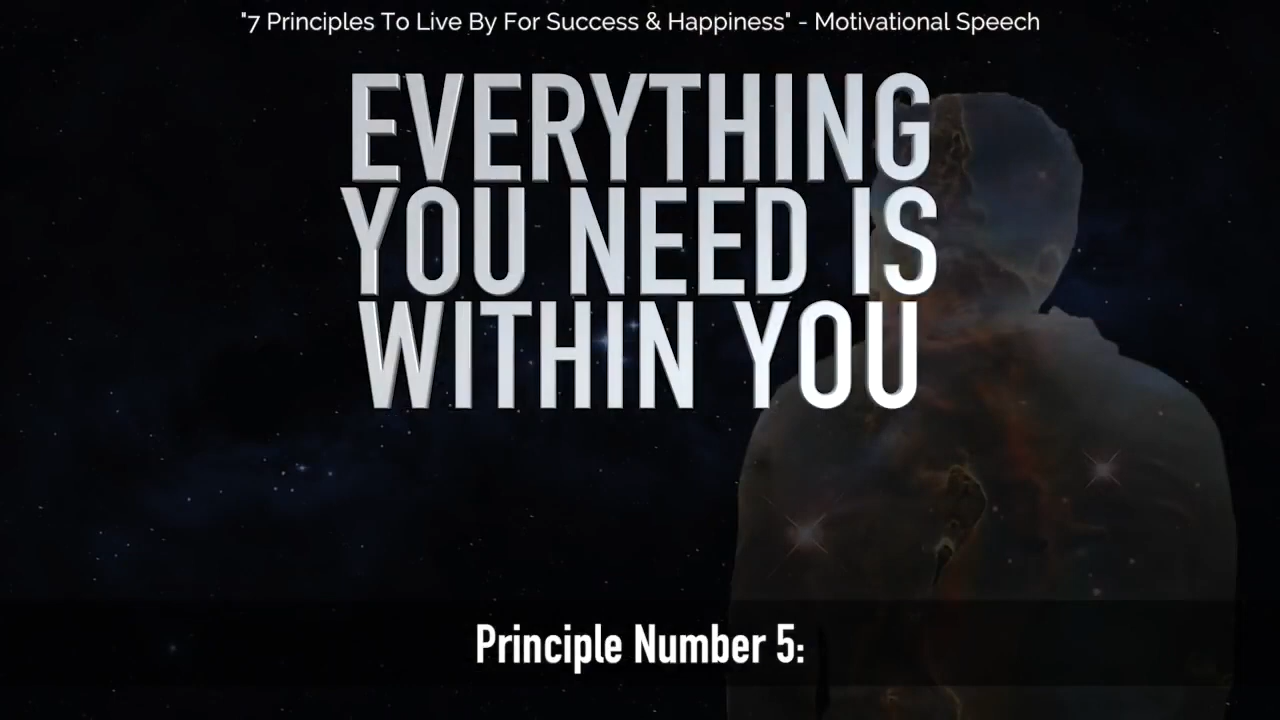 "7 Principles To Live By For Success & Happiness" - Motivational Speech
EVERYTHING
YOU NEED IS
WITHIN YOU
Principle Number 5: